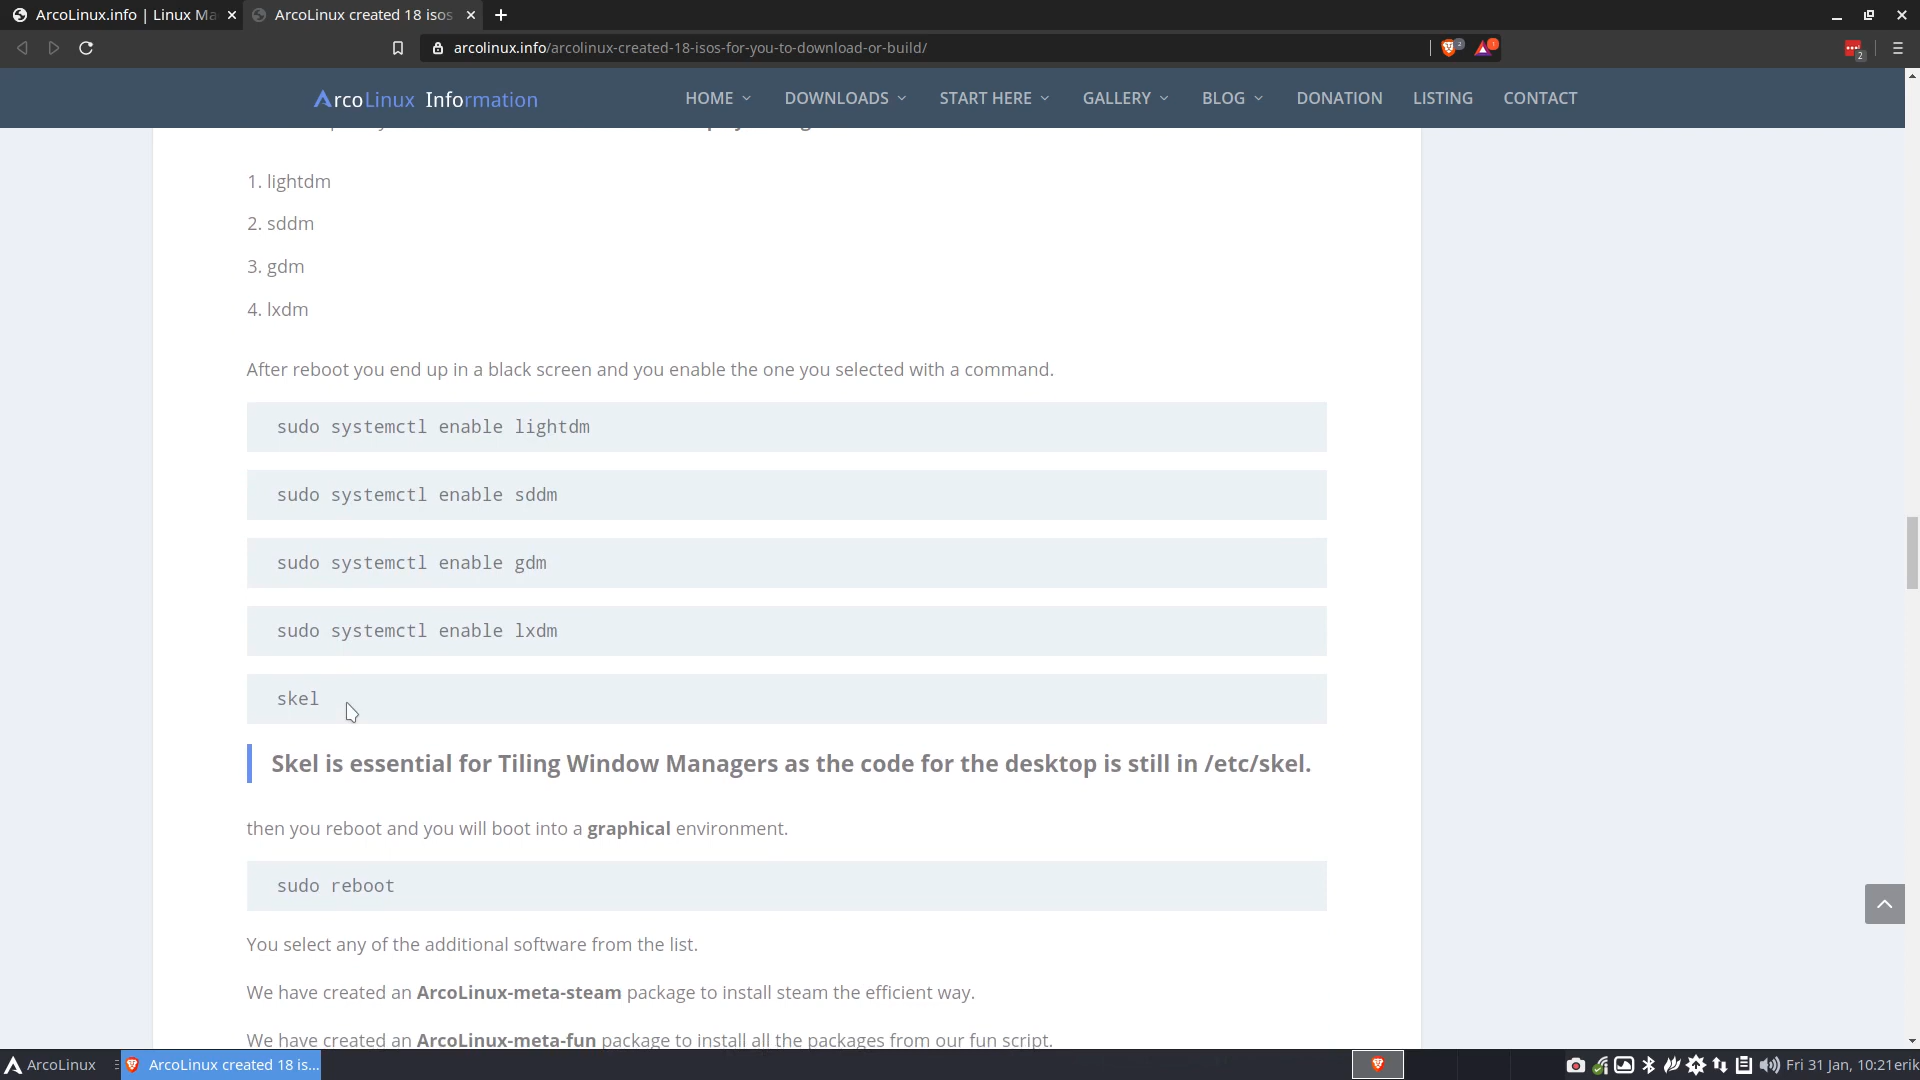 ArcoLinux.info | Linux Ma
ArcoLinux created 18 isos
arcolinux.info/arcolinux-created-18-isos-for-you-to-download-or-build/
2
1
2
ArcoLinux Information
HOME
DOWNLOADS
START HERE
GALLERY
BLOG
DONATION
LISTING
CONTACT
1. lightdm
2. sddm
3. gdm
4. lxdm
After reboot you end up in a black screen and you enable the one you selected with a command.
sudo systemctl enable lightdm
sudo systemctl enable sddm
sudo systemctl enable gdm
sudo systemctl enable lxdm
skel
Skel is essential for Tiling Window Managers as the code for the desktop is still in /etc/skel.
then you reboot and you will boot into a graphical environment.
sudo reboot
You select any of the additional software from the list.
We have created an ArcoLinux-meta-steam package to install steam the efficient way.
We have created an ArcoLinux-meta-fun package to install all the packages from our fun script.
ArcoLinux
ArcoLinux created 18 is...
Fri 31 Jan, 10:21
erik